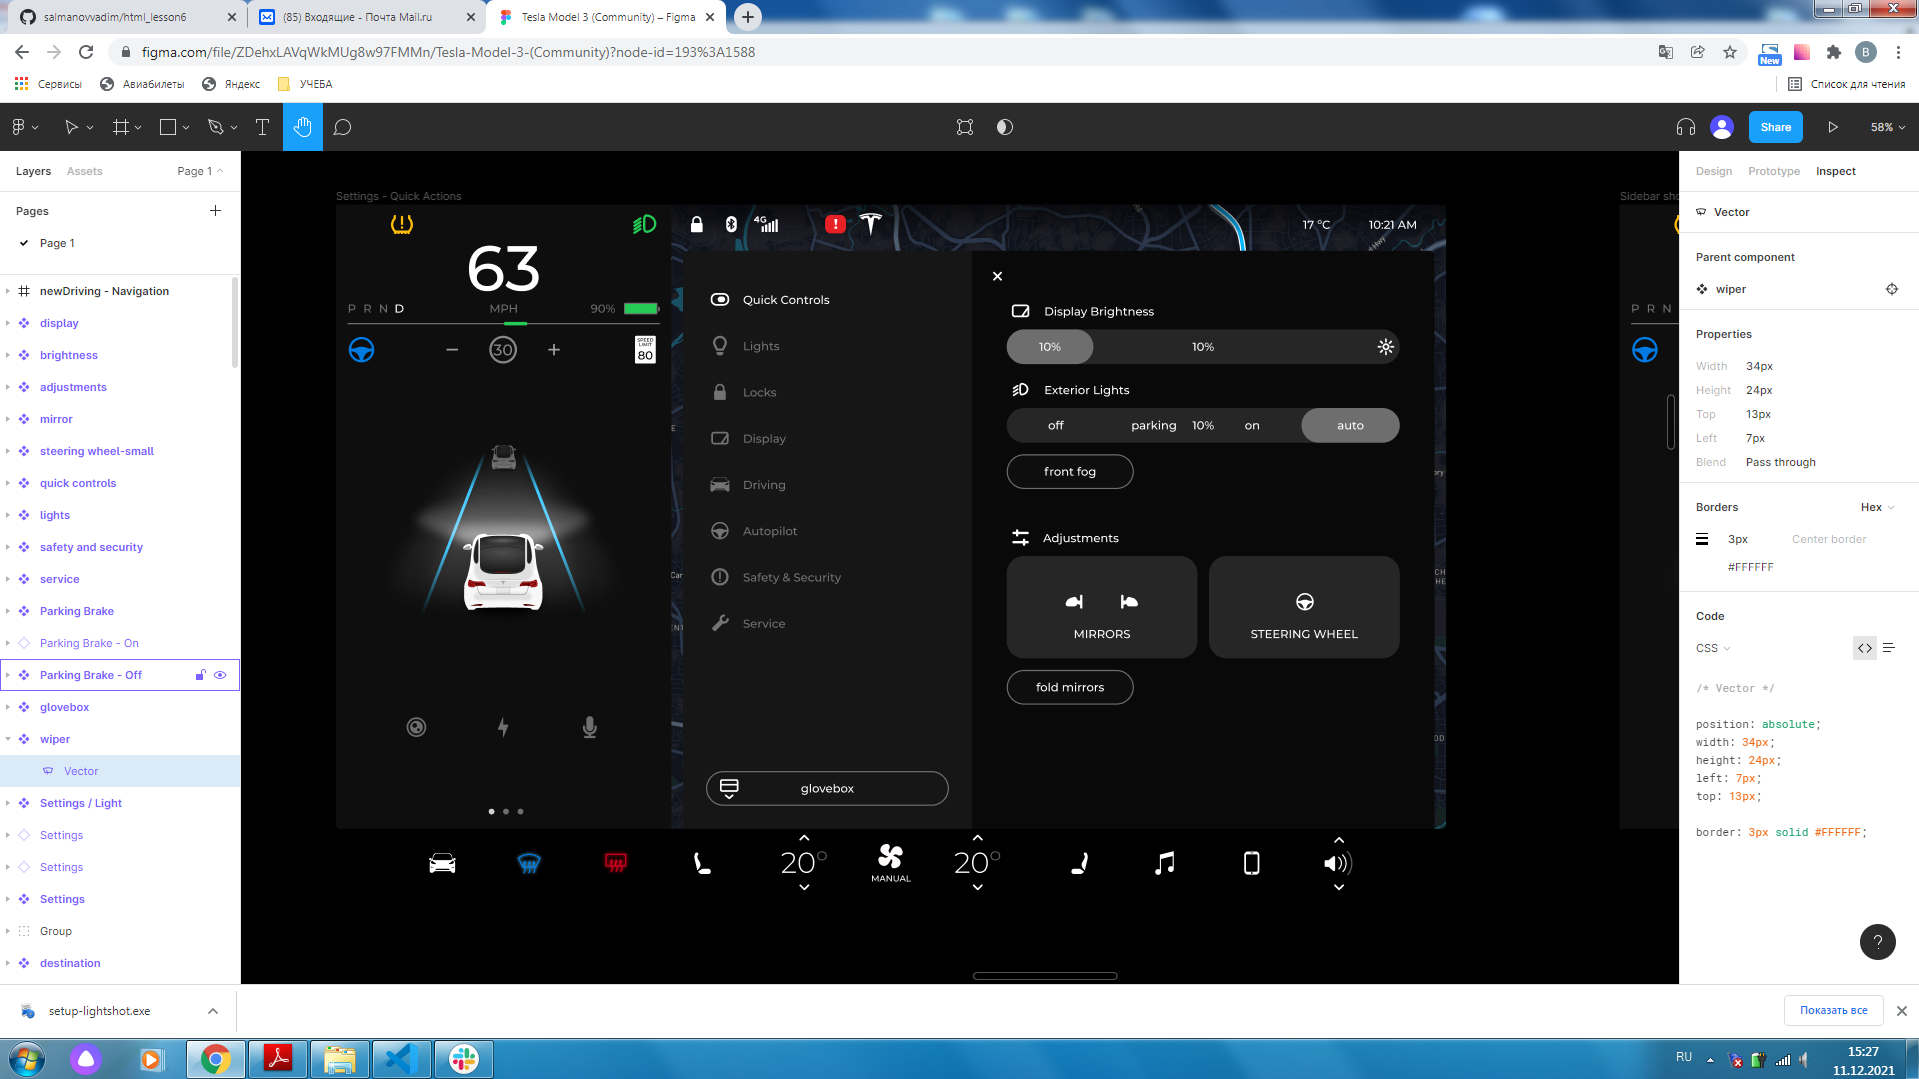 salmanovvadim/html_lesson6
(85) Входящие - Почта Mail.ru
Tesla Model 3 (Community) – Figma
figma.com/file/ZDehxLAVqWkMUg8w97FMMn/Tesla-Model-3-(Community)?node-id=193%3A1588
New
B
Сервисы
Авиабилеты
Яндекс
УЧЕБА
Список для чтения
Share
58%
Layers
Assets
Page 1
Pages
Page 1
newDriving - Navigation
display
brightness
adjustments
mirror
steering wheel-small
quick controls
lights
safety and security
service
Parking Brake
Parking Brake - On
Parking Brake - Off
glovebox
wiper
Vector
Settings / Light
Settings
Settings
Settings
Group
destination
Settings - Quick Actions
63
P R N D
MPH
90%
30
SPEED
LIMIT
80
4G
17 °C
10:21 AM
Quick Controls
Lights
Locks
Display
Driving
Autopilot
Safety & Security
Service
glovebox
Display Brightness
10%
10%
Exterior Lights
off
parking
10%
on
auto
front fog
Adjustments
MIRRORS
STEERING WHEEL
fold mirrors
20°
MANUAL
20°
Sidebar sho
P R N
Design
Prototype
Inspect
Vector
Parent component
wiper
Properties
Width 34px
Height 24px
Top 13px
Left 7px
Blend Pass through
Borders
Hex
3px
Center border
#FFFFFF
Code
CSS
/* Vector */
position: absolute;
width: 34px;
height: 24px;
left: 7px;
top: 13px;
border: 3px solid #FFFFFF;
?
setup-lightshot.exe
Показать все
RU
15:27
11.12.2021